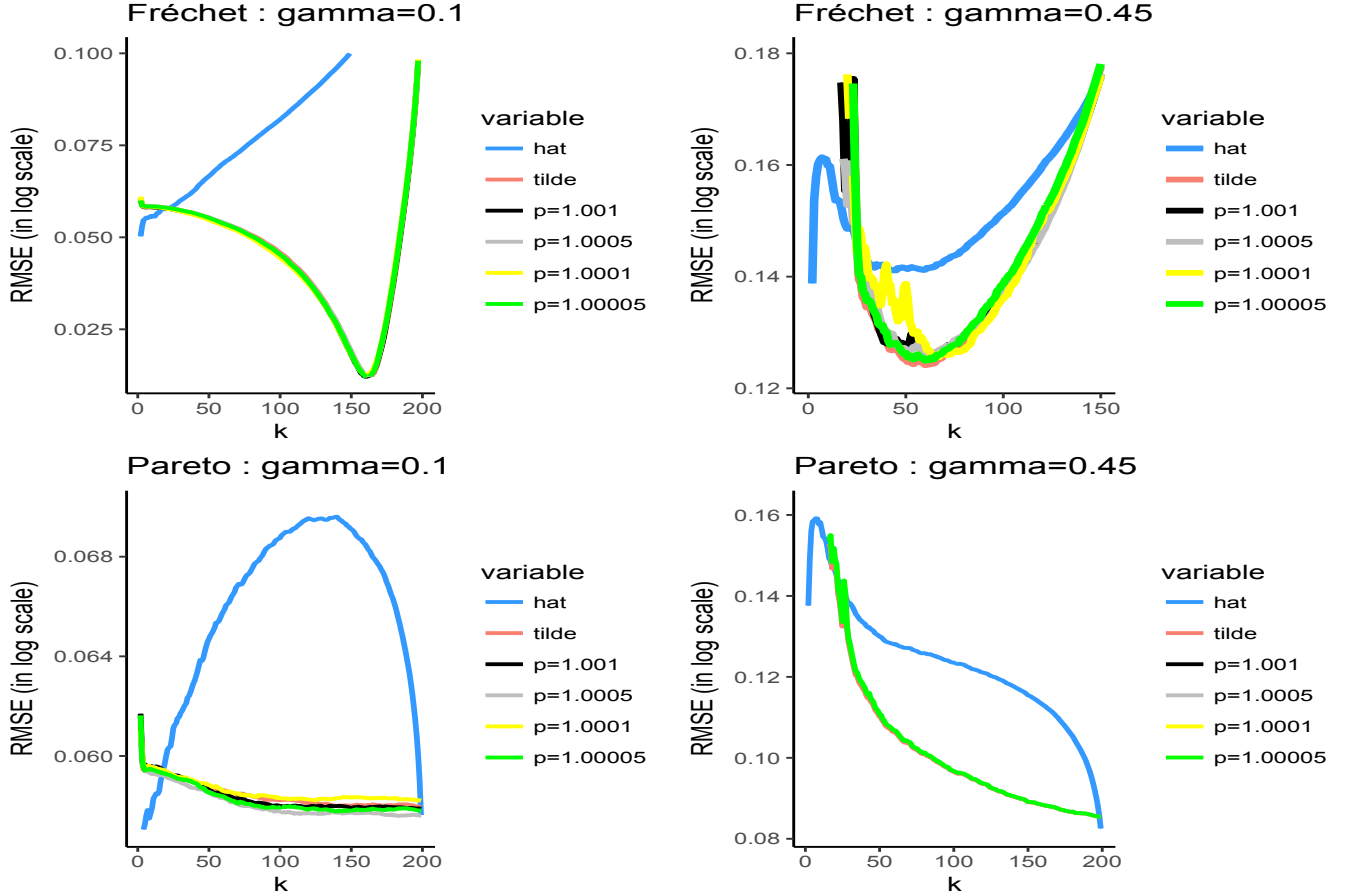 Fréchet : gamma=0.1
RMSE (in log scale)
0.100
0.075
0.050
0.025
0
50
100
150
200
k
variable
hat
tilde
p=1.001
p=1.0005
p=1.0001
p=1.00005
Fréchet : gamma=0.45
RMSE (in log scale)
0.18
0.16
0.14
0.12
0
50
100
150
k
variable
hat
tilde
p=1.001
p=1.0005
p=1.0001
p=1.00005
Pareto : gamma=0.1
RMSE (in log scale)
0.068
0.064
0.060
0
50
100
150
200
k
variable
hat
tilde
p=1.001
p=1.0005
p=1.0001
p=1.00005
Pareto : gamma=0.45
RMSE (in log scale)
0.16
0.14
0.12
0.10
0.08
0
50
100
150
200
k
variable
hat
tilde
p=1.001
p=1.0005
p=1.0001
p=1.00005